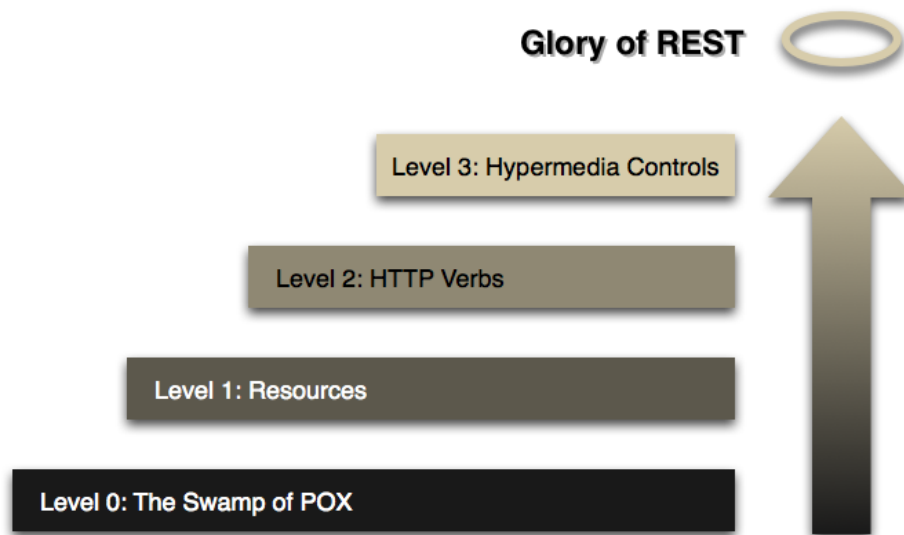 Glory of REST
Level 3: Hypermedia Controls
Level 2: HTTP Verbs
Level 1: Resources
Level 0: The Swamp of POX